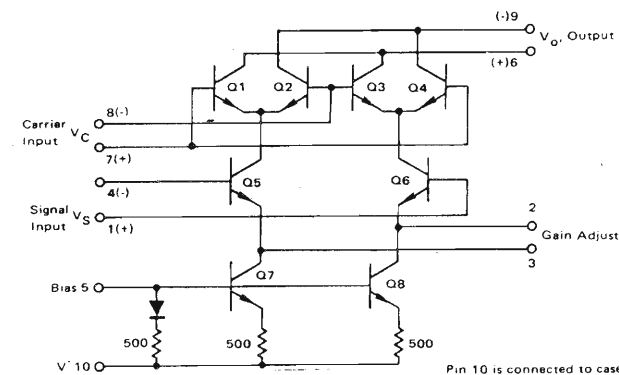 (-)9
Vo, Output
(+)6
Q1
Q2
Q3
Q4
8(-)
Carrier
Input
VC
7(+)
Q5
Q6
4(-)
Signal
Input
VS
1(+)
2
Gain Adjust
3
Q7
Q8
Bias 5
500
500
500
V- 10
Pin 10 is connected to case